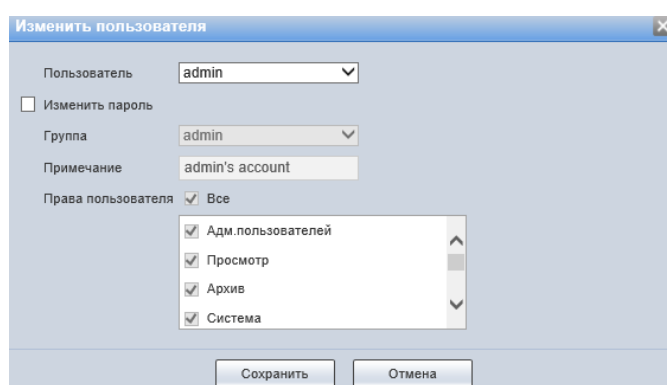 Изменить пользователя
Пользователь admin
Изменить пароль
Группа admin
Примечание admin's account
Права пользователя Все
Адм.пользователей
Просмотр
Архив
Система
Сохранить Отмена